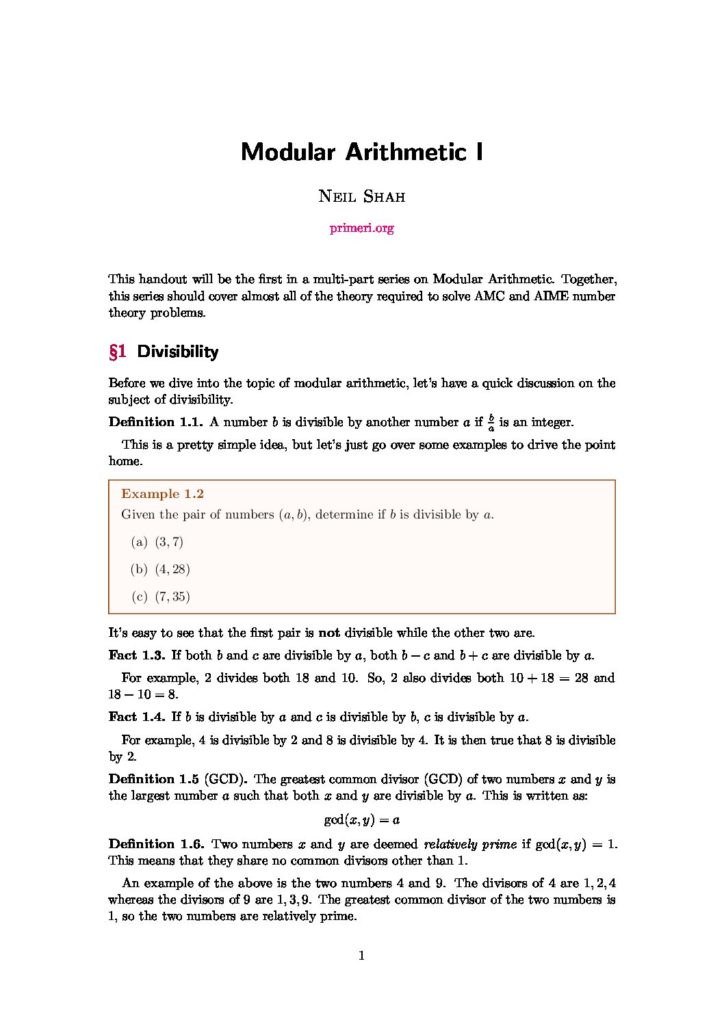 Modular Arithmetic I
Neil Shah
primeri.org
This handout will be the first in a multi-part series on Modular Arithmetic. Together,
this series should cover almost all of the theory required to solve AMC and AIME number
theory problems.
§1 Divisibility
Before we dive into the topic of modular arithmetic, let's have a quick discussion on the
subject of divisibility.
Definition 1.1. A number b is divisible by another number a if b/a is an integer.
This is a pretty simple idea, but let's just go over some examples to drive the point
home.
Example 1.2
Given the pair of numbers (a, b), determine if b is divisible by a.
(a) (3, 7)
(b) (4, 28)
(c) (7, 35)
It's easy to see that the first pair is not divisible while the other two are.
Fact 1.3. If both b and c are divisible by a, both b − c and b + c are divisible by a.
For example, 2 divides both 18 and 10. So, 2 also divides both 10 + 18 = 28 and
18 − 10 = 8.
Fact 1.4. If b is divisible by a and c is divisible by b, c is divisible by a.
For example, 4 is divisible by 2 and 8 is divisible by 4. It is then true that 8 is divisible
by 2.
Definition 1.5 (GCD). The greatest common divisor (GCD) of two numbers x and y is
the largest number a such that both x and y are divisible by a. This is written as:
gcd(x, y) = a
Definition 1.6. Two numbers x and y are deemed relatively prime if gcd(x, y) = 1.
This means that they share no common divisors other than 1.
An example of the above is the two numbers 4 and 9. The divisors of 4 are 1, 2, 4
whereas the divisors of 9 are 1, 3, 9. The greatest common divisor of the two numbers is
1, so the two numbers are relatively prime.
1